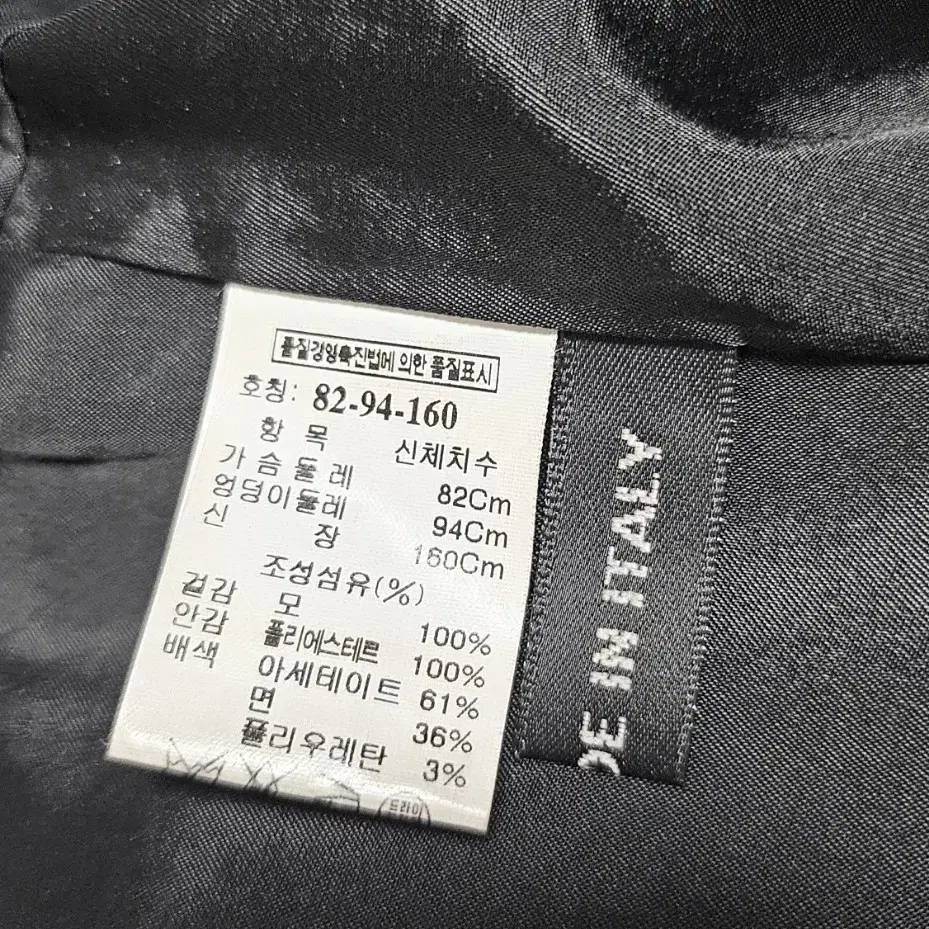 품질경영촉진법에 의한 품질표시
호칭: 82-94-160
항 목 신체치수
가슴둘레 82Cm
엉덩이둘레 94Cm
신 장 160Cm
조성섬유(%)
겉감 모 100%
안감 폴리에스테르 100%
배색 아세테이트 61%
면 36%
폴리우레탄 3%
드라이
DE IN ITALY